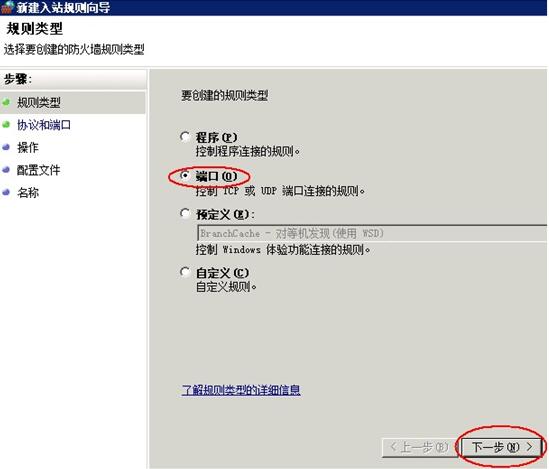 新建入站规则向导
规则类型
选择要创建的防火墙规则类型
步骤:
规则类型
协议和端口
操作
配置文件
名称
要创建的规则类型
程序(P)
控制程序连接的规则。
端口(O)
控制 TCP 或 UDP 端口连接的规则。
预定义(E):
BranchCache - 对等机发现(使用 WSD)
控制 Windows 体验功能连接的规则。
自定义(C)
自定义规则。
了解规则类型的详细信息
< 上一步(B)
下一步(N) >